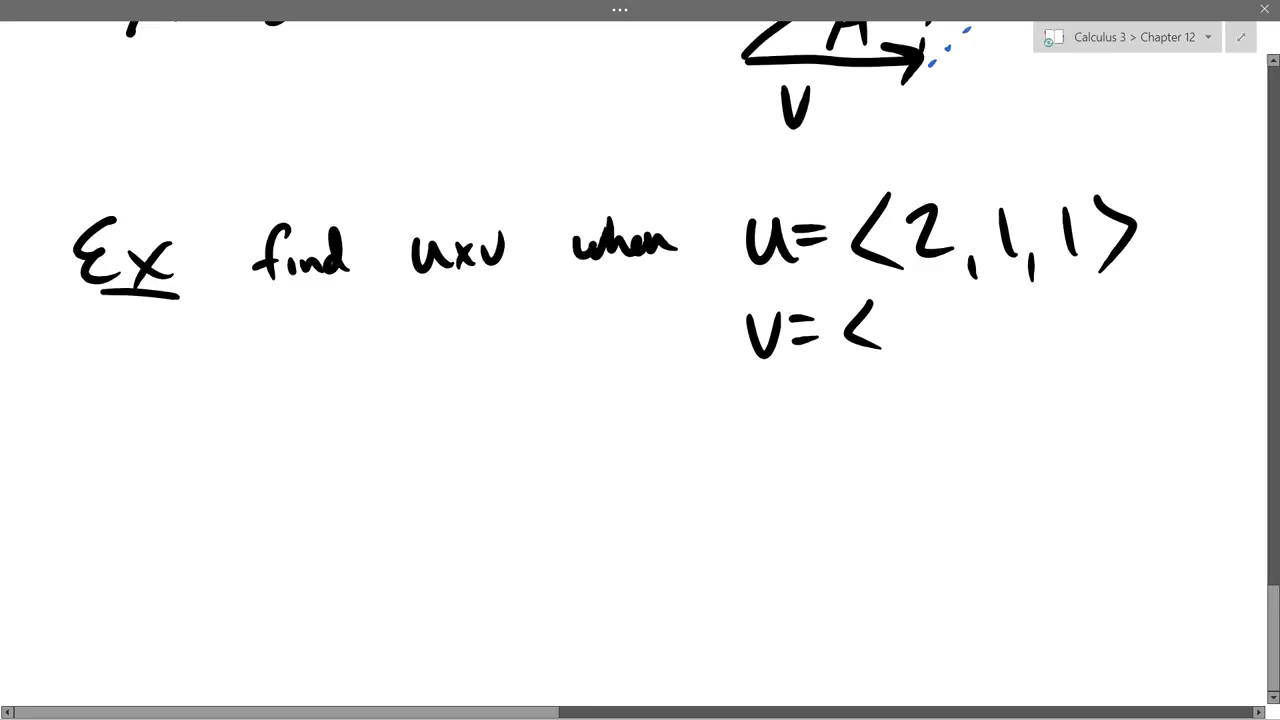 Calculus 3 > Chapter 12
A
V
Ex find u×v when u = <2, 1, 1>
v = <